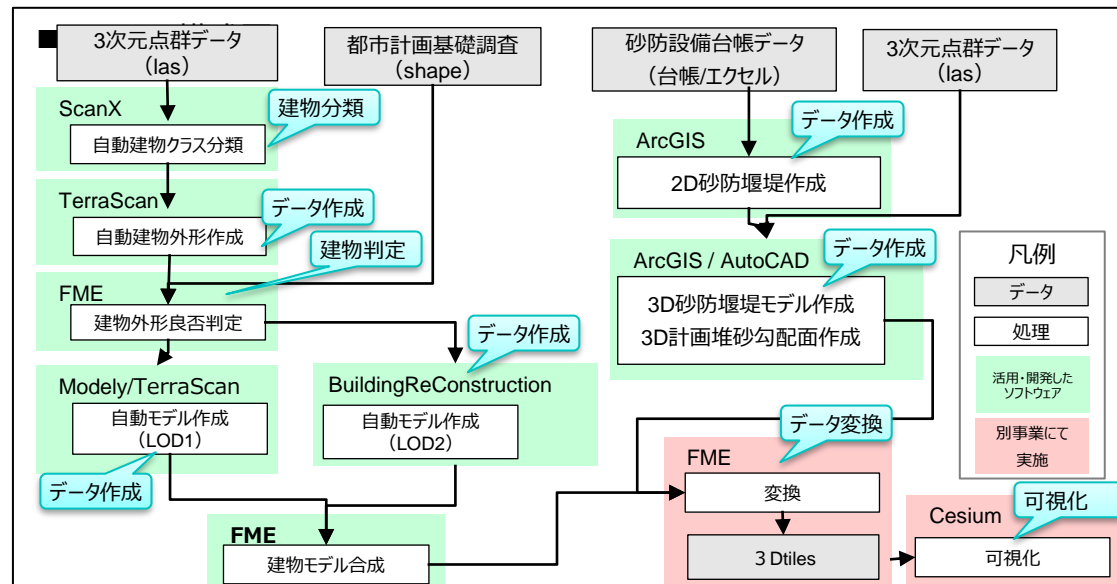 3次元点群データ
（las）
都市計画基礎調査
（shape）
砂防設備台帳データ
（台帳/エクセル）
3次元点群データ
（las）
ScanX
建物分類
自動建物クラス分類
TerraScan
データ作成
自動建物外形作成
建物判定
FME
建物外形良否判定
データ作成
Modely/TerraScan
自動モデル作成
（LOD1）
データ作成
BuildingReConstruction
自動モデル作成
（LOD2）
FME
建物モデル合成
ArcGIS
データ作成
2D砂防堰堤作成
ArcGIS / AutoCAD
データ作成
3D砂防堰堤モデル作成
3D計画堆砂勾配面作成
データ変換
FME
変換
3 Dtiles
Cesium
可視化
可視化
凡例
データ
処理
活用・開発した
ソフトウェア
別事業にて
実施